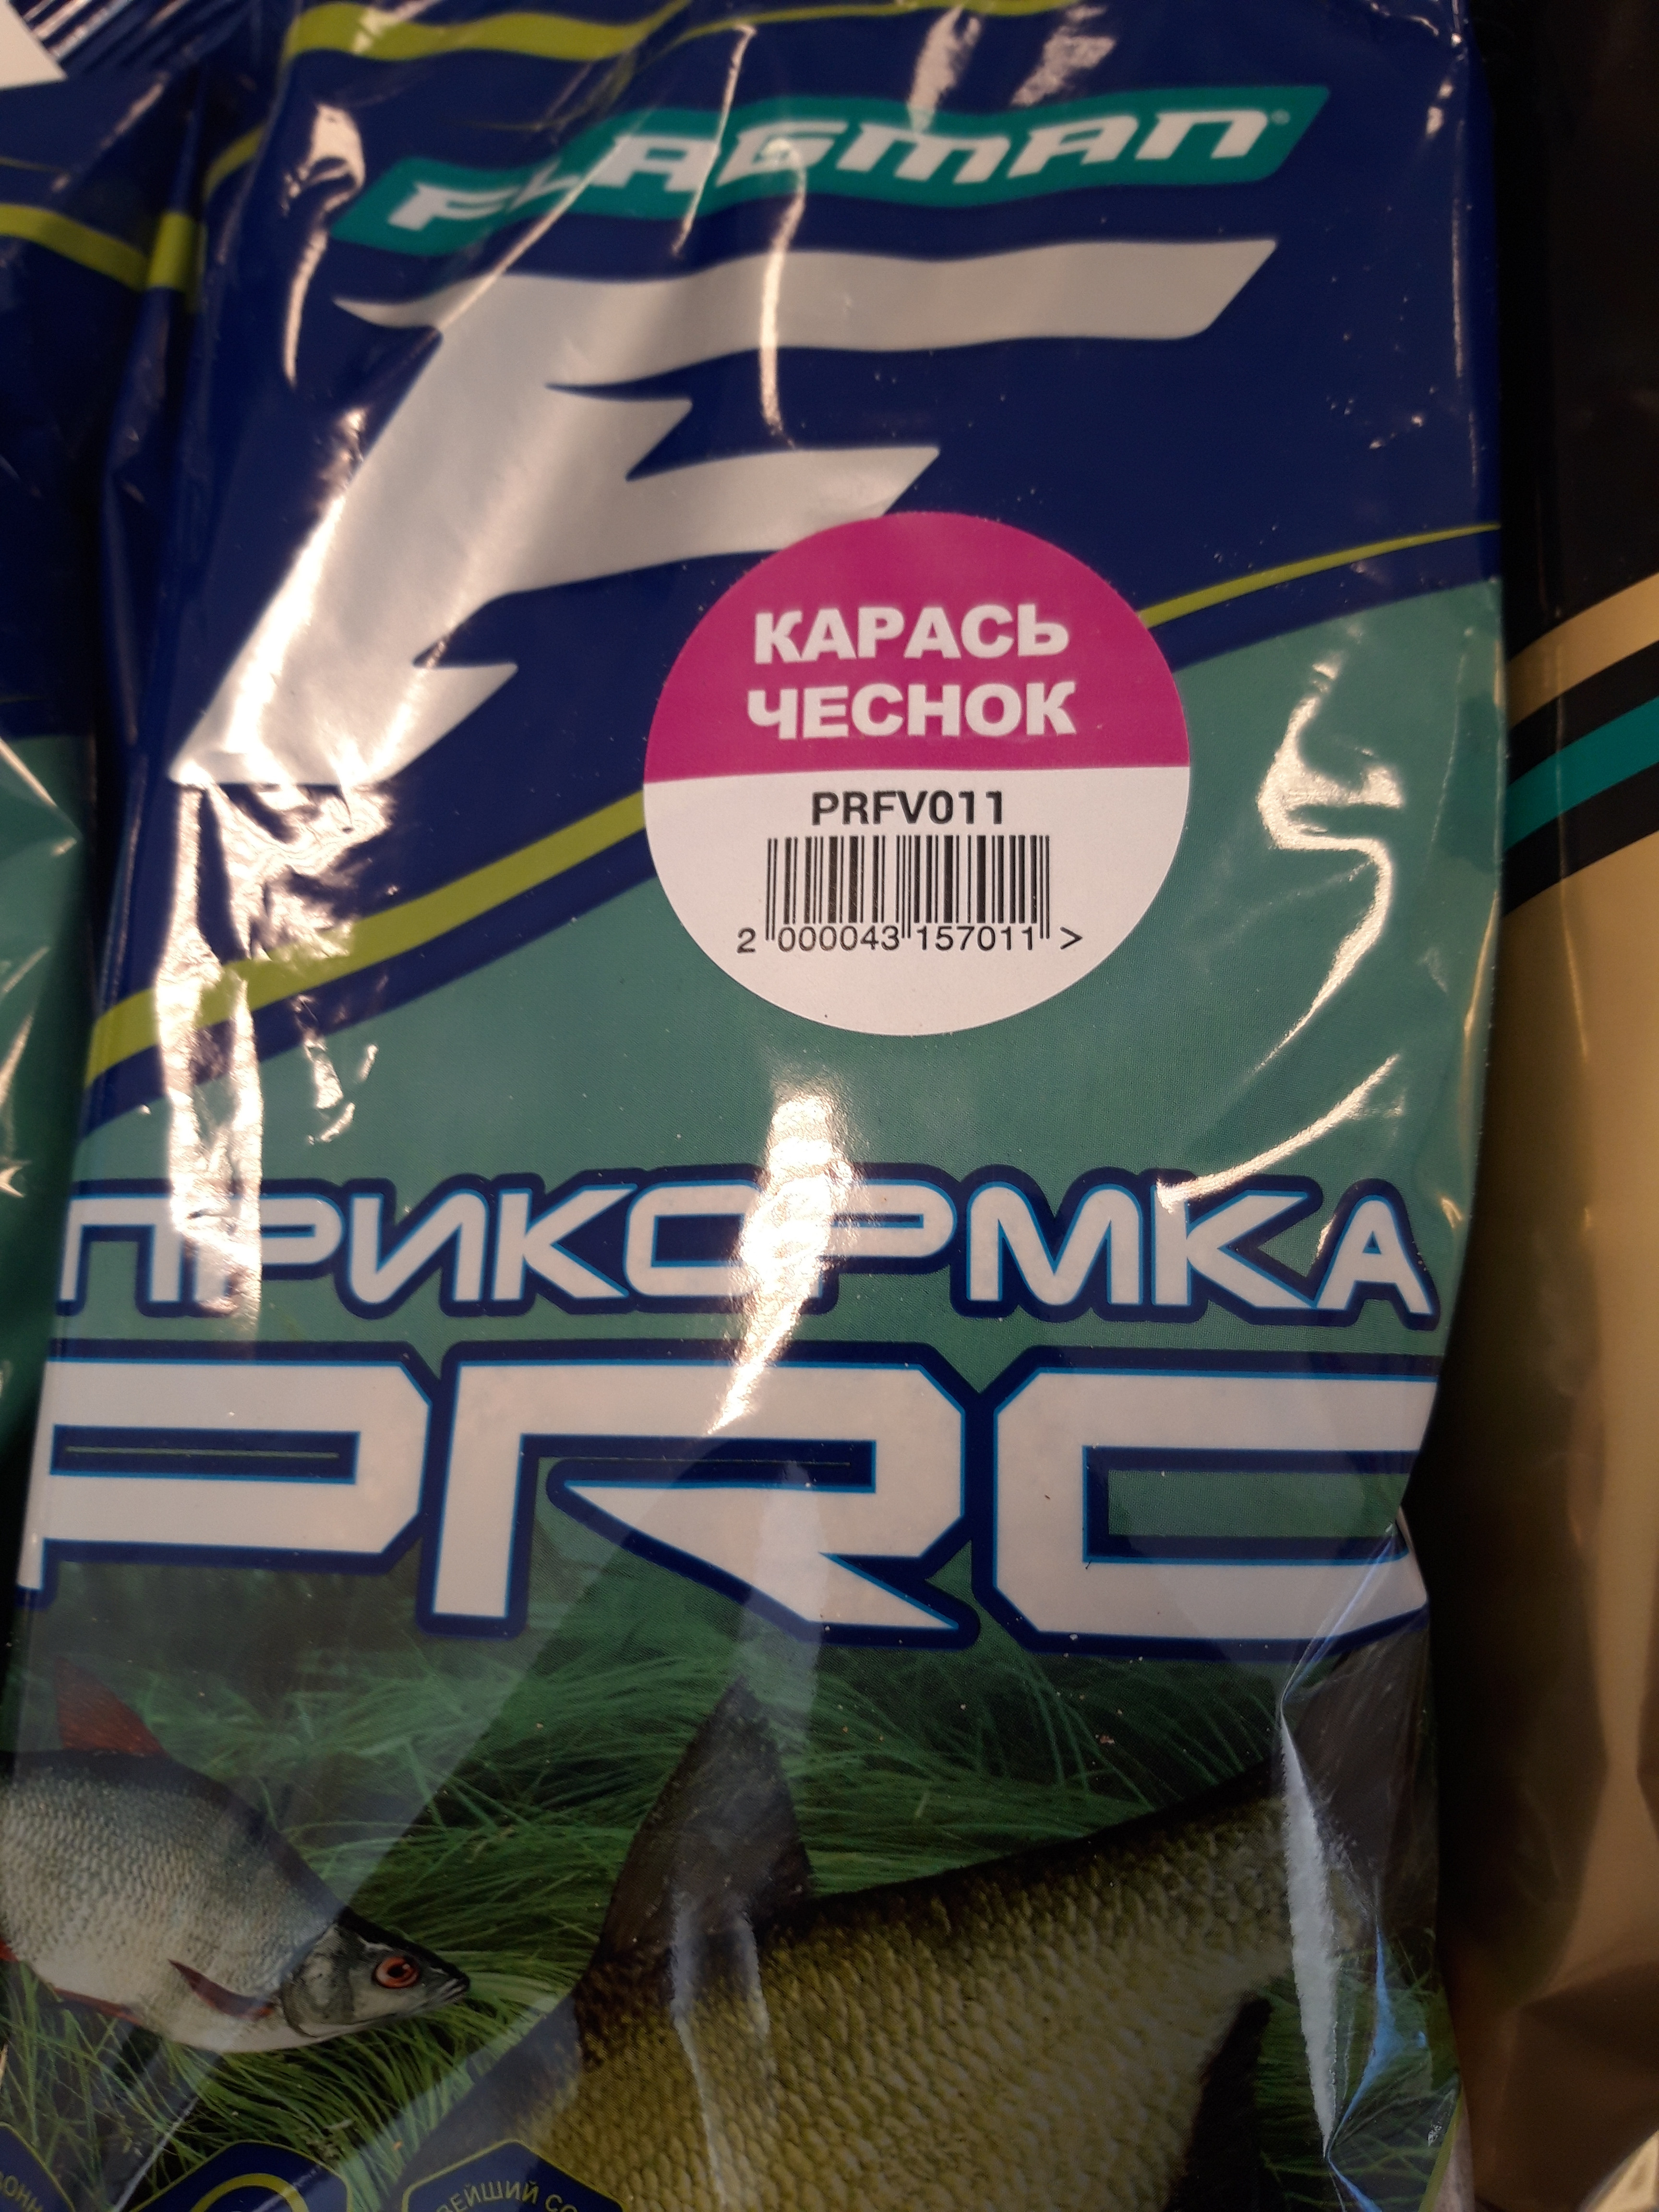 FLAGMAN
КАРАСЬ
ЧЕСНОК
PRFV011
2 000043 157011 >
ПРИКОРМКА
PRO